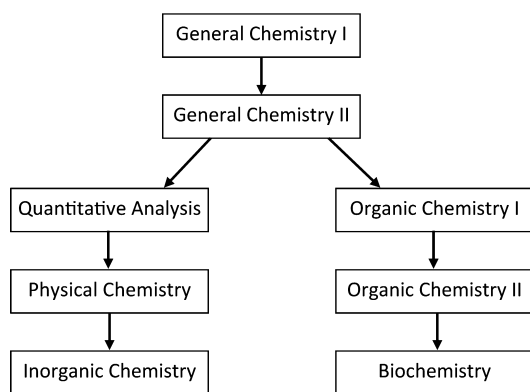 General Chemistry I
General Chemistry II
Quantitative Analysis
Organic Chemistry I
Physical Chemistry
Organic Chemistry II
Inorganic Chemistry
Biochemistry